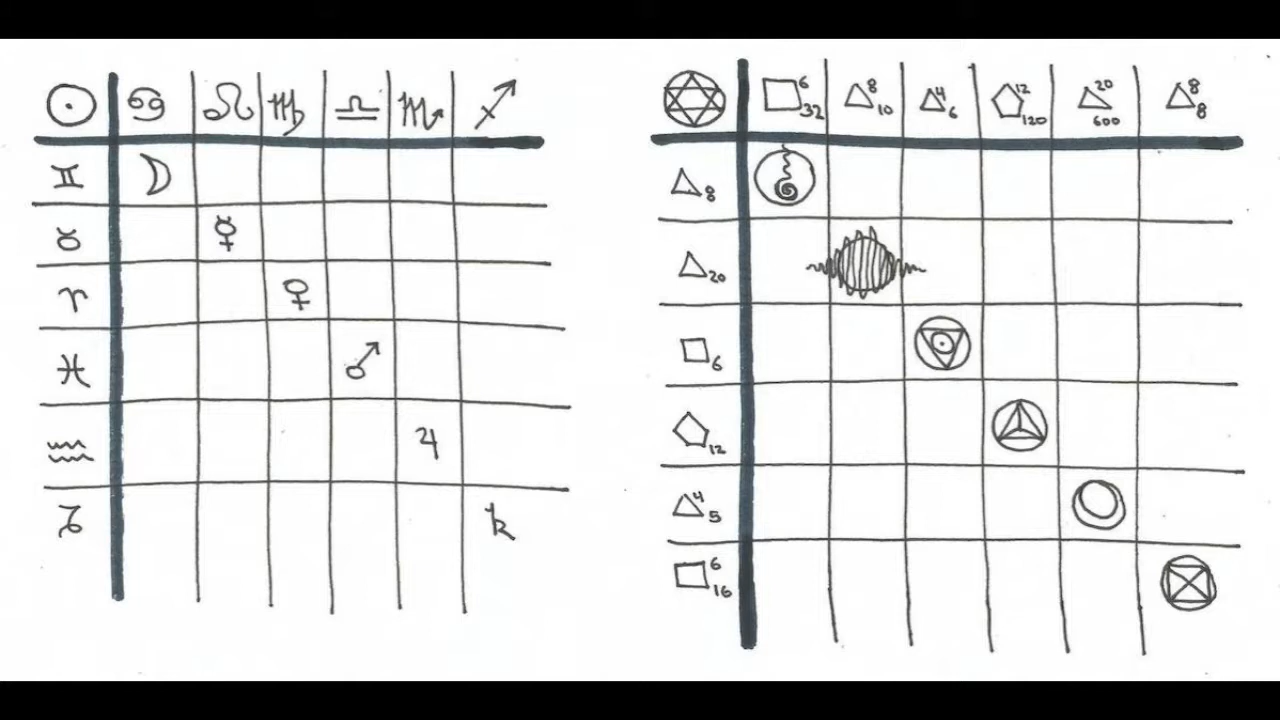 ☉ ♋ ♌ ♍ ♎ ♏ ♐
♊ ☽
♉ ☿
♈ ♀
♓ ♂
♒ ♃
♑ ♄
□ 6 32 △ 8 10 △ 4 6 ⬠ 12 120 △ 20 600 △ 8 8
△ 8
△ 20
□ 6
⬠ 12
△ 4 5
□ 6 16